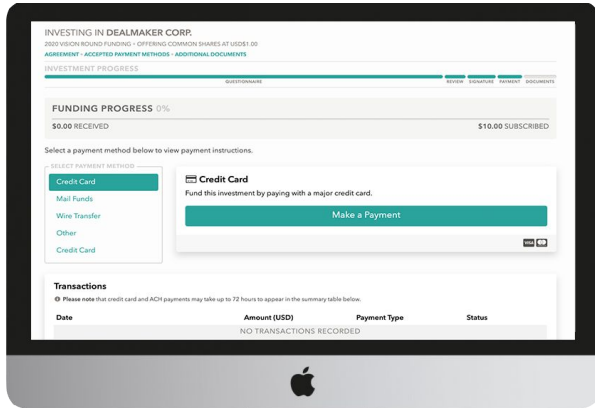 INVESTING IN DEALMAKER CORP.
2020 VISION ROUND FUNDING • OFFERING COMMON SHARES AT USD$1.00
AGREEMENT • ACCEPTED PAYMENT METHODS • ADDITIONAL DOCUMENTS
INVESTMENT PROGRESS
QUESTIONNAIRE REVIEW SIGNATURE PAYMENT DOCUMENTS
FUNDING PROGRESS 0%
$0.00 RECEIVED $10.00 SUBSCRIBED
Select a payment method below to view payment instructions.
SELECT PAYMENT METHOD
Credit Card
Mail Funds
Wire Transfer
Other
Credit Card
Credit Card
Fund this investment by paying with a major credit card.
Make a Payment
VISA
Transactions
Please note that credit card and ACH payments may take up to 72 hours to appear in the summary table below.
Date Amount (USD) Payment Type Status
NO TRANSACTIONS RECORDED